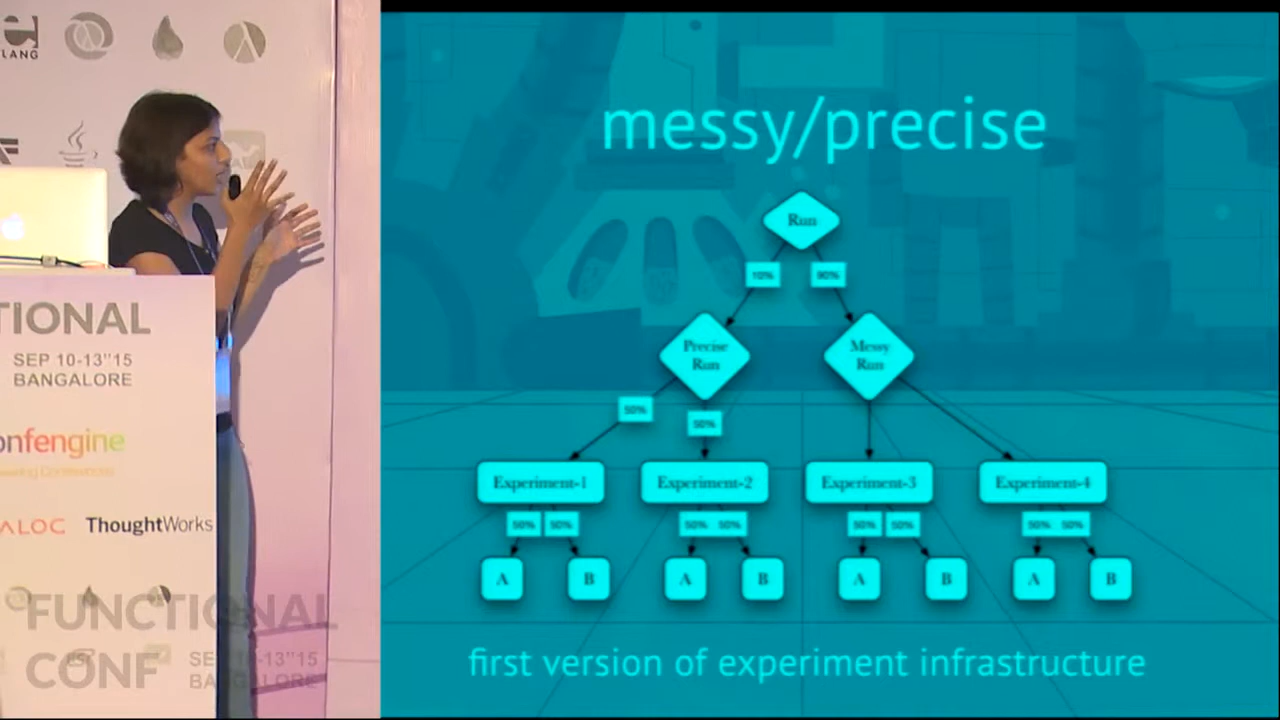 LANG
TIONAL
SEP 10-13"15
BANGALORE
onfengine
ALOC ThoughtWorks
FUNCTIONAL
CONF
SEP 10-13"15
BANGALORE
messy/precise
Run
10% 90%
Precise
Run
Messy
Run
50%
50%
Experiment-1 Experiment-2 Experiment-3 Experiment-4
50% 50% 50% 50% 50% 50% 50% 50%
A B A B A B A B
first version of experiment infrastructure